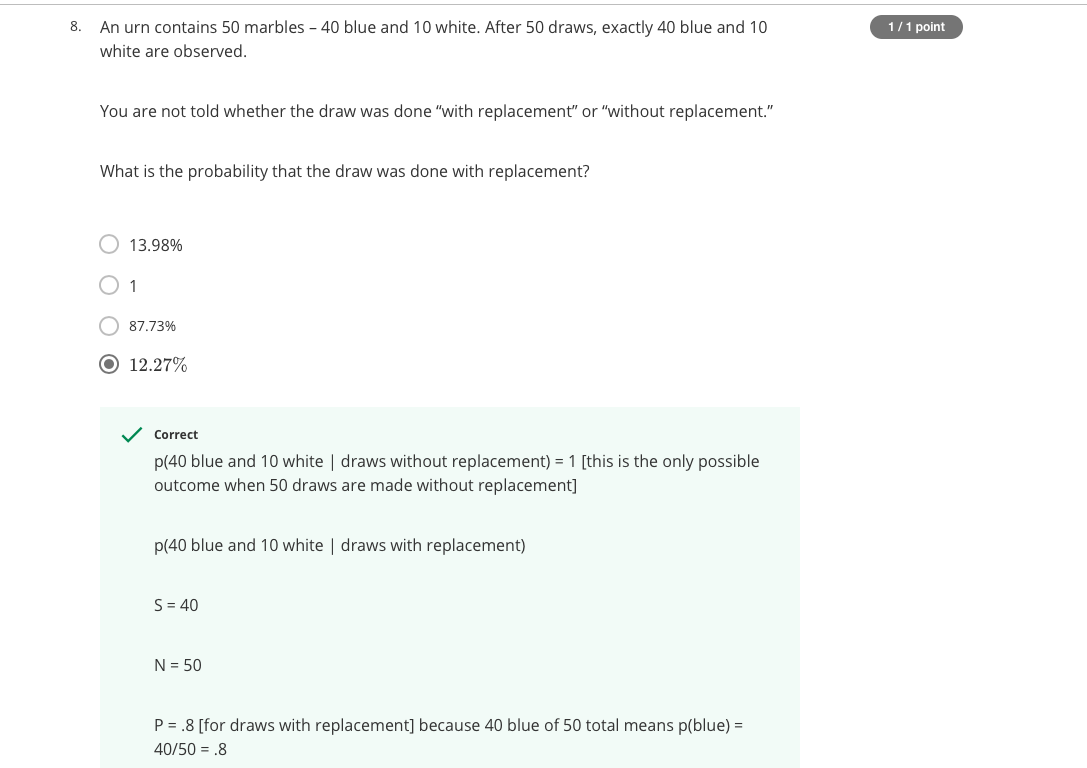 8. An urn contains 50 marbles – 40 blue and 10 white. After 50 draws, exactly 40 blue and 10
white are observed.
1 / 1 point
You are not told whether the draw was done “with replacement” or “without replacement.”
What is the probability that the draw was done with replacement?
13.98%
1
87.73%
12.27%
Correct
p(40 blue and 10 white | draws without replacement) = 1 [this is the only possible
outcome when 50 draws are made without replacement]
p(40 blue and 10 white | draws with replacement)
S = 40
N = 50
P = .8 [for draws with replacement] because 40 blue of 50 total means p(blue) =
40/50 = .8